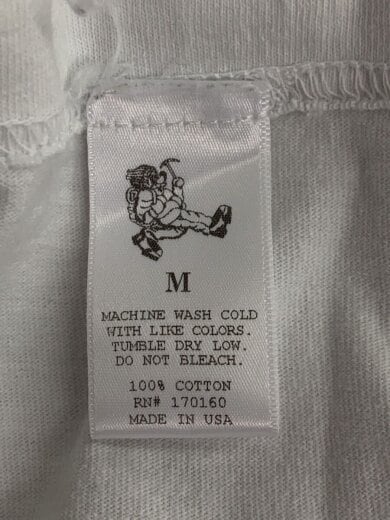 M
MACHINE WASH COLD
WITH LIKE COLORS.
TUMBLE DRY LOW.
DO NOT BLEACH.
100% COTTON
RN# 170160
MADE IN USA